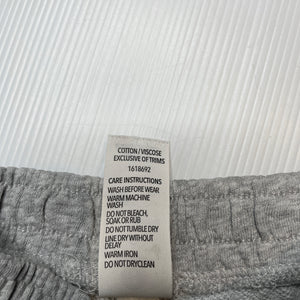 COTTON/VISCOSE
EXCLUSIVE OF TRIMS
1618692
CARE INSTRUCTIONS
WASH BEFORE WEAR
WARM MACHINE
WASH
DO NOT BLEACH,
SOAK OR RUB
DO NOT TUMBLE DRY
LINE DRY WITHOUT
DELAY
WARM IRON
DO NOT DRYCLEAN